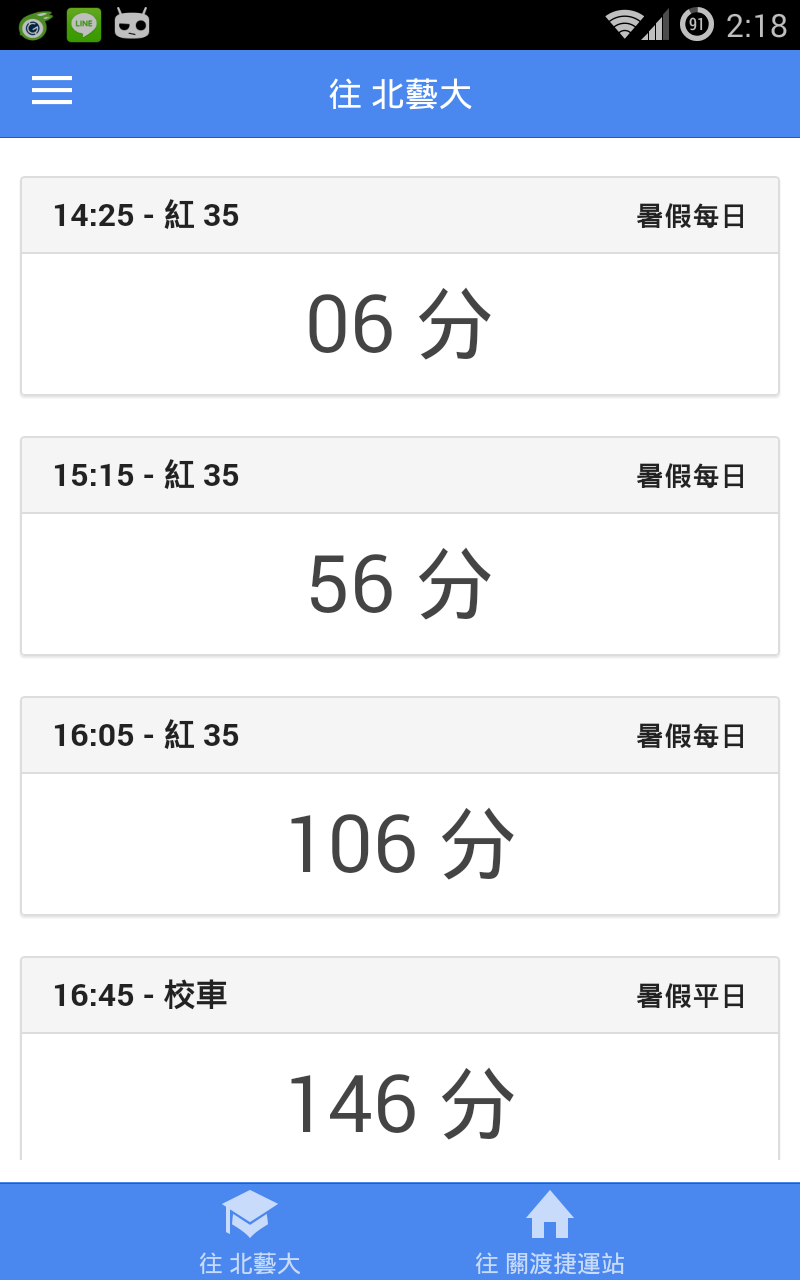 LINE
91
2:18
往 北藝大
14:25 - 紅 35
暑假每日
06 分
15:15 - 紅 35
暑假每日
56 分
16:05 - 紅 35
暑假每日
106 分
16:45 - 校車
暑假平日
146 分
往 北藝大
往 關渡捷運站